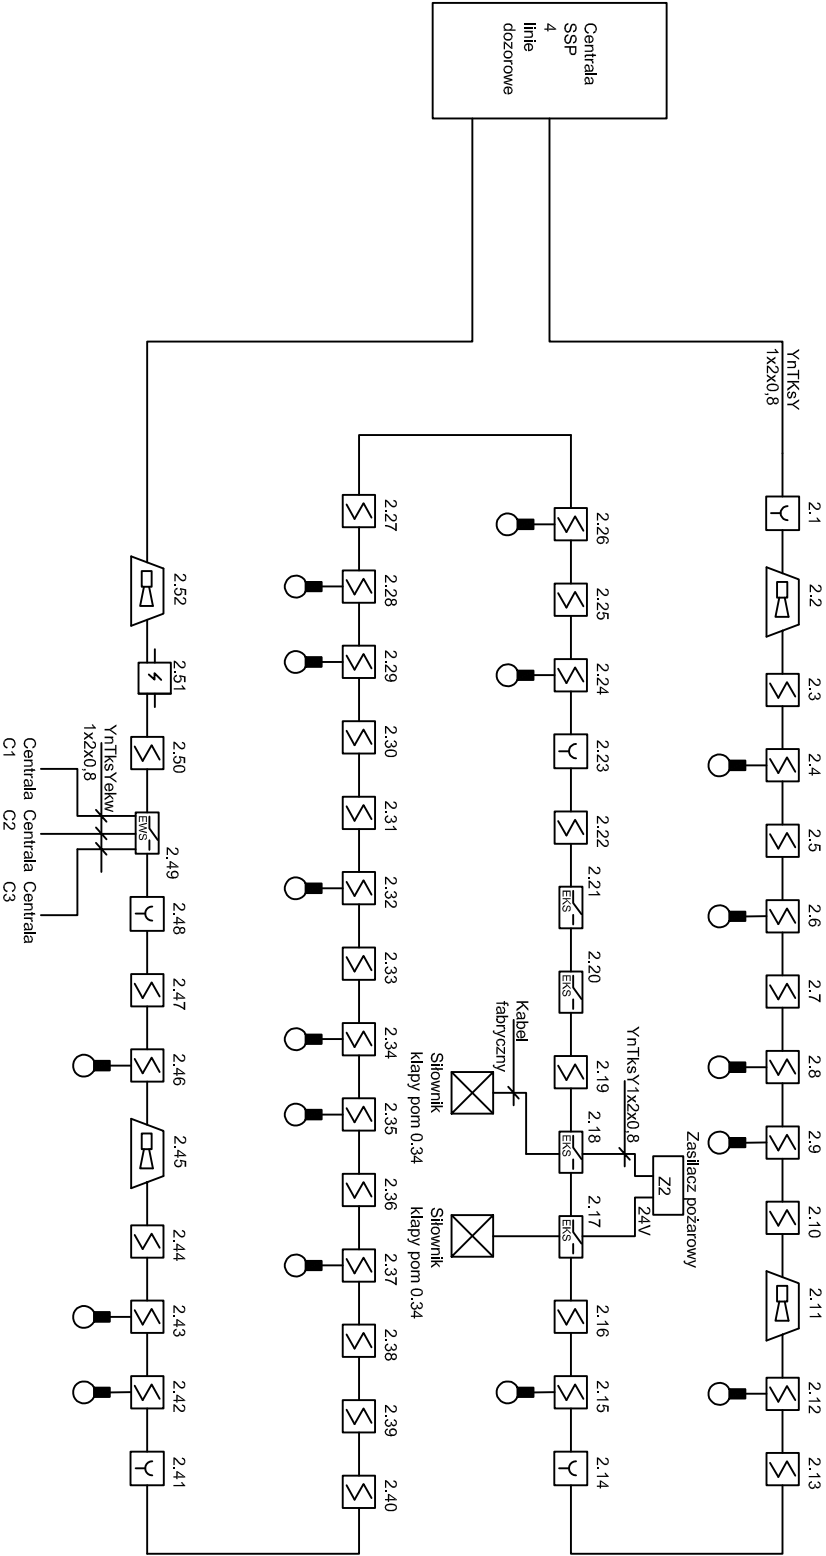 Centrala
SSP
4
linie
dozorowe
YnTKsY
1x2x0,8
2.1
2.2
2.3
2.4
2.5
2.6
2.7
2.8
2.9
2.10
2.11
2.12
2.13
2.26
2.25
2.24
2.23
2.22
2.21
EKS
2.20
EKS
2.19
2.18
EKS
2.17
EKS
2.16
2.15
2.14
YnTksY1x2x0,8
Zasilacz pożarowy
Z2
24V
Kabel
fabryczny
Siłownik
klapy pom 0.34
Siłownik
klapy pom 0.34
2.27
2.28
2.29
2.30
2.31
2.32
2.33
2.34
2.35
2.36
2.37
2.38
2.39
2.40
2.52
2.51
2.50
2.49
EWS
2.48
2.47
2.46
2.45
2.44
2.43
2.42
2.41
YnTksYekw
1x2x0,8
Centrala Centrala Centrala
C1 C2 C3